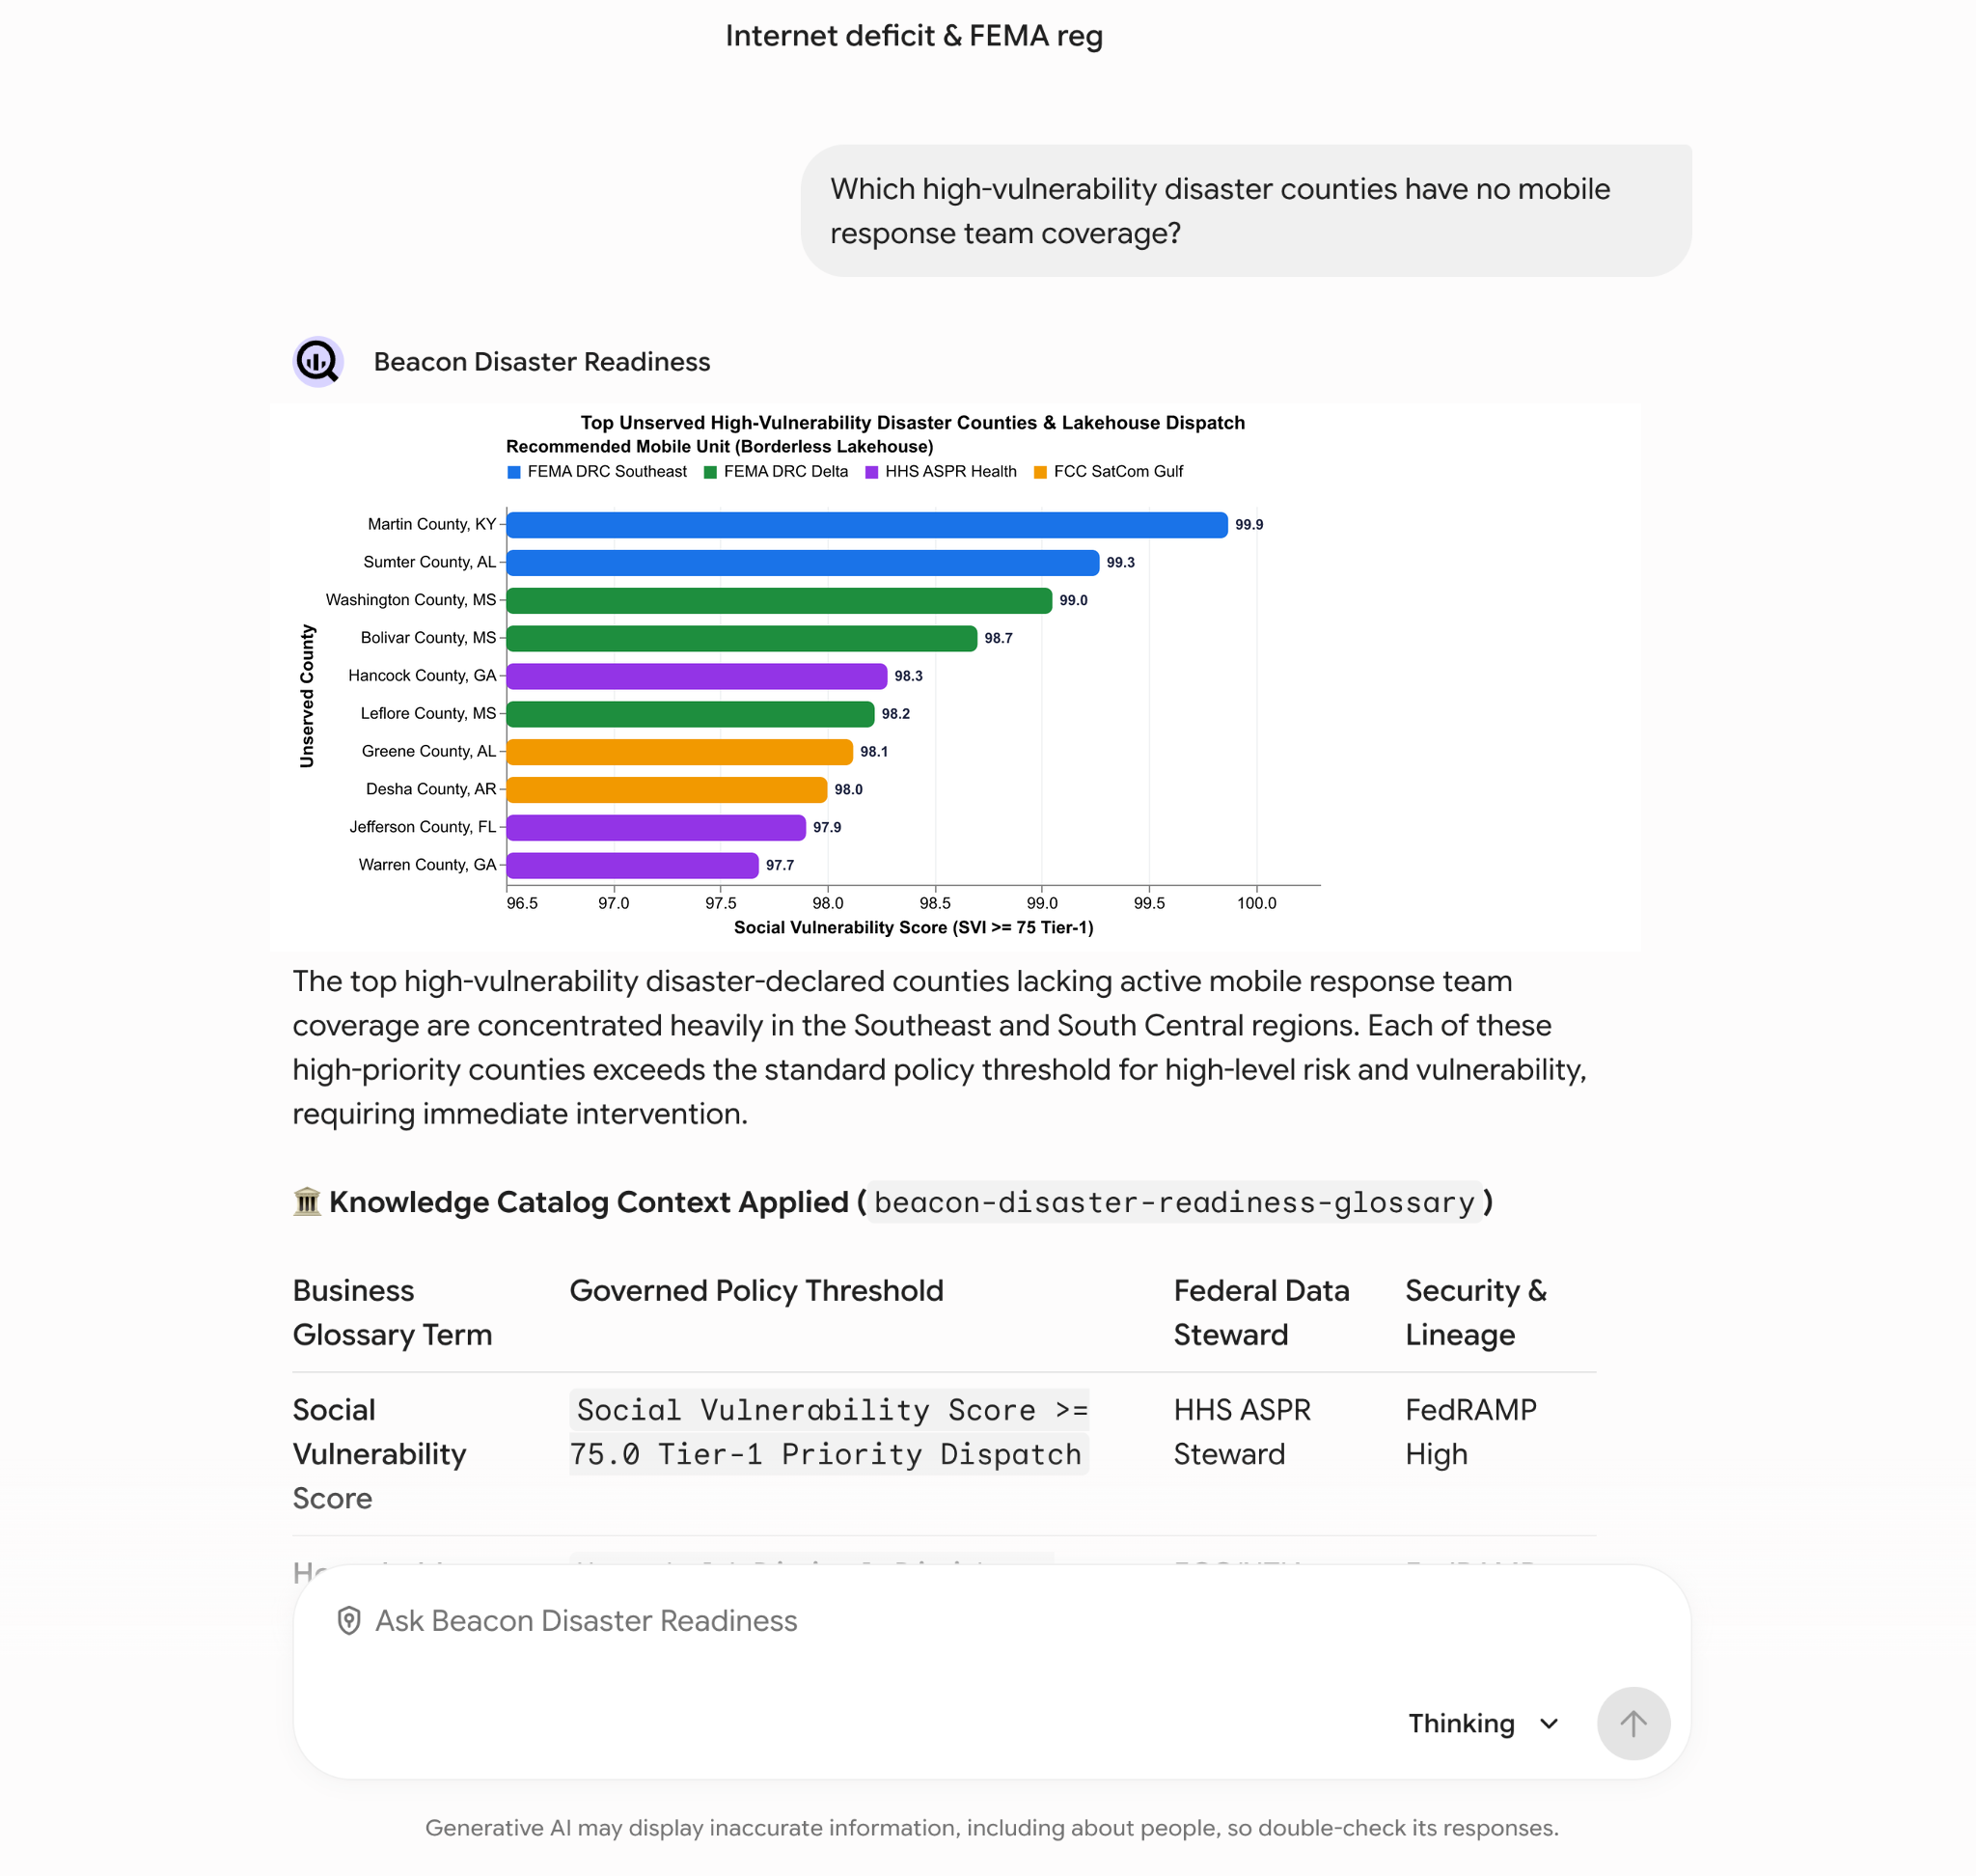 Internet deficit & FEMA reg
Which high-vulnerability disaster counties have no mobile
response team coverage?
Beacon Disaster Readiness
Top Unserved High-Vulnerability Disaster Counties & Lakehouse Dispatch
Recommended Mobile Unit (Borderless Lakehouse)
FEMA DRC Southeast FEMA DRC Delta HHS ASPR Health FCC SatCom Gulf
Unserved County
Martin County, KY 99.9
Sumter County, AL 99.3
Washington County, MS 99.0
Bolivar County, MS 98.7
Hancock County, GA 98.3
Leflore County, MS 98.2
Greene County, AL 98.1
Desha County, AR 98.0
Jefferson County, FL 97.9
Warren County, GA 97.7
96.5 97.0 97.5 98.0 98.5 99.0 99.5 100.0
Social Vulnerability Score (SVI >= 75 Tier-1)
The top high-vulnerability disaster-declared counties lacking active mobile response team
coverage are concentrated heavily in the Southeast and South Central regions. Each of these
high-priority counties exceeds the standard policy threshold for high-level risk and vulnerability,
requiring immediate intervention.
🏛️ Knowledge Catalog Context Applied (beacon-disaster-readiness-glossary)
Business Governed Policy Threshold Federal Data Security &
Glossary Term Steward Lineage
Social Social Vulnerability Score >= HHS ASPR FedRAMP
Vulnerability 75.0 Tier-1 Priority Dispatch Steward High
Score
Ask Beacon Disaster Readiness
Thinking
Generative AI may display inaccurate information, including about people, so double-check its responses.